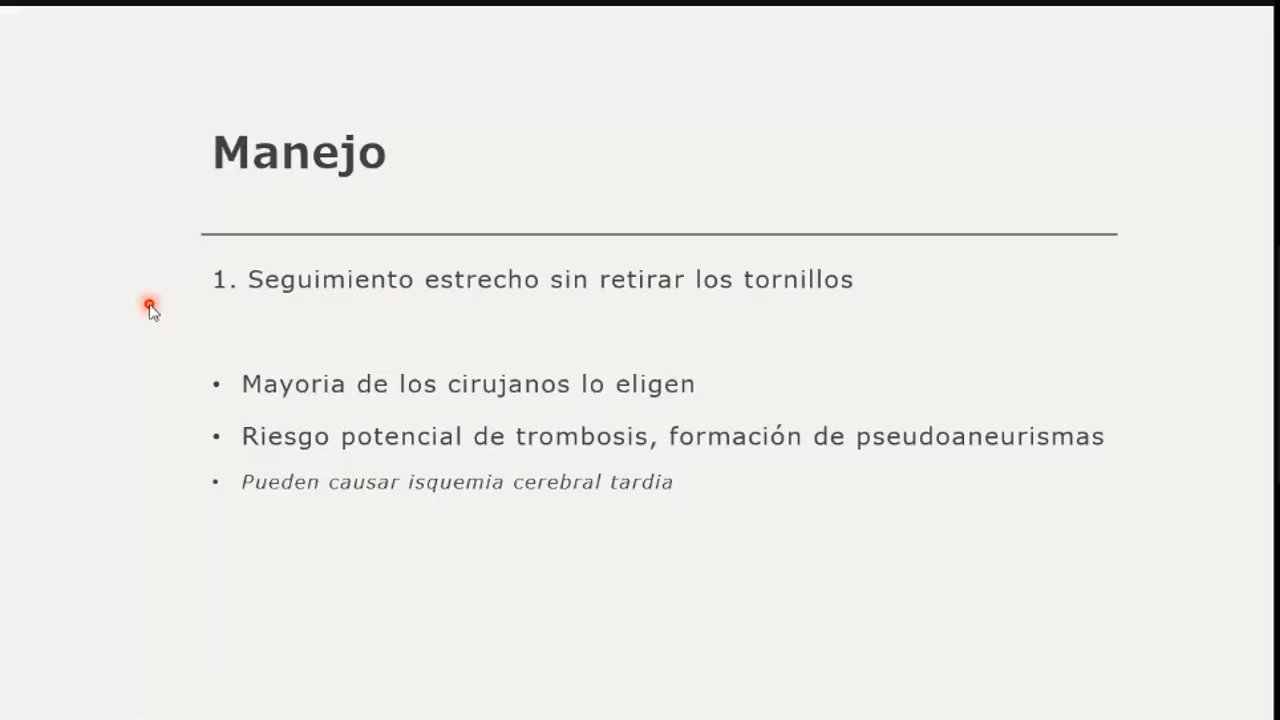 Manejo
1. Seguimiento estrecho sin retirar los tornillos
• Mayoria de los cirujanos lo eligen
• Riesgo potencial de trombosis, formación de pseudoaneurismas
• Pueden causar isquemia cerebral tardia